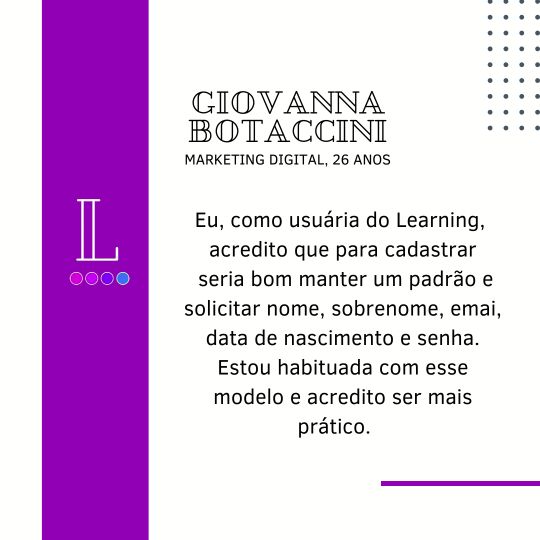 GIOVANNA
BOTACCINI
MARKETING DIGITAL, 26 ANOS
L
Eu, como usuária do Learning,
acredito que para cadastrar
seria bom manter um padrão e
solicitar nome, sobrenome, emai,
data de nascimento e senha.
Estou habituada com esse
modelo e acredito ser mais
prático.